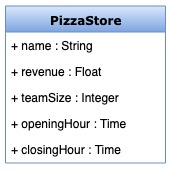 PizzaStore
+ name : String
+ revenue : Float
+ teamSize : Integer
+ openingHour : Time
+ closingHour : Time